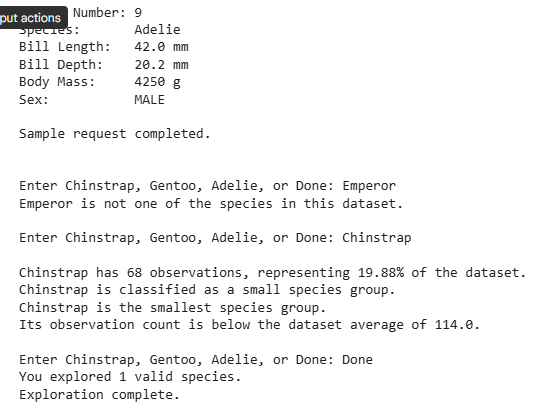 put actions
Number: 9
Species: Adelie
Bill Length: 42.0 mm
Bill Depth: 20.2 mm
Body Mass: 4250 g
Sex: MALE
Sample request completed.
Enter Chinstrap, Gentoo, Adelie, or Done: Emperor
Emperor is not one of the species in this dataset.
Enter Chinstrap, Gentoo, Adelie, or Done: Chinstrap
Chinstrap has 68 observations, representing 19.88% of the dataset.
Chinstrap is classified as a small species group.
Chinstrap is the smallest species group.
Its observation count is below the dataset average of 114.0.
Enter Chinstrap, Gentoo, Adelie, or Done: Done
You explored 1 valid species.
Exploration complete.